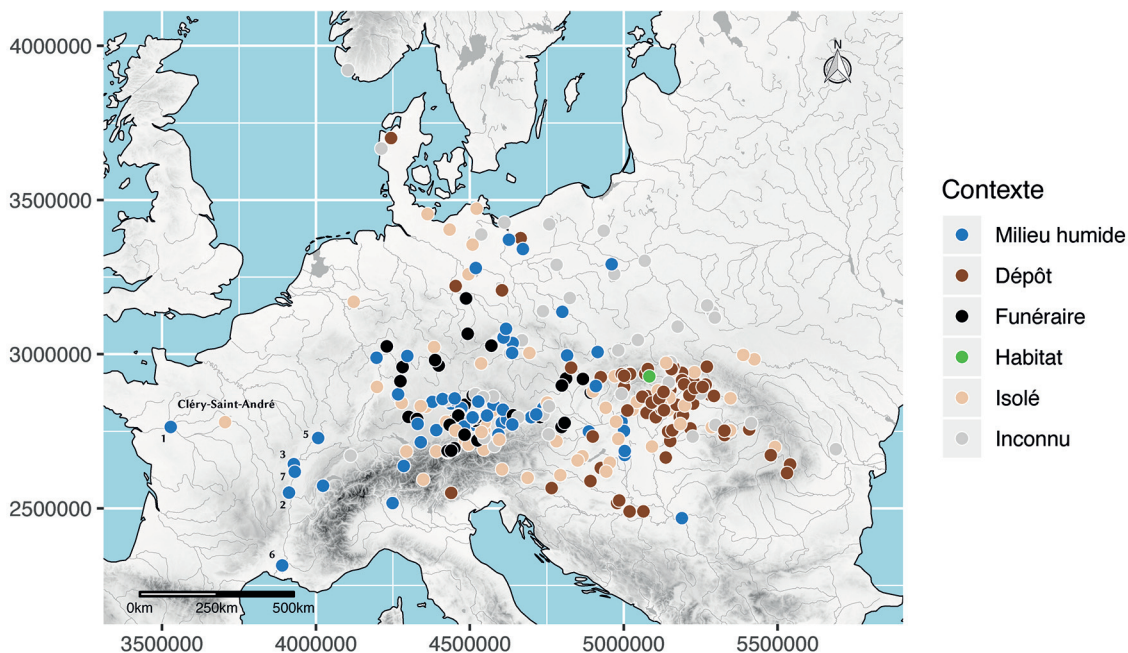 4000000
3500000
3000000
2500000
N
Cléry-Saint-André
1
5
3
7
2
6
0km 250km 500km
3500000 4000000 4500000 5000000 5500000
Contexte
Milieu humide
Dépôt
Funéraire
Habitat
Isolé
Inconnu